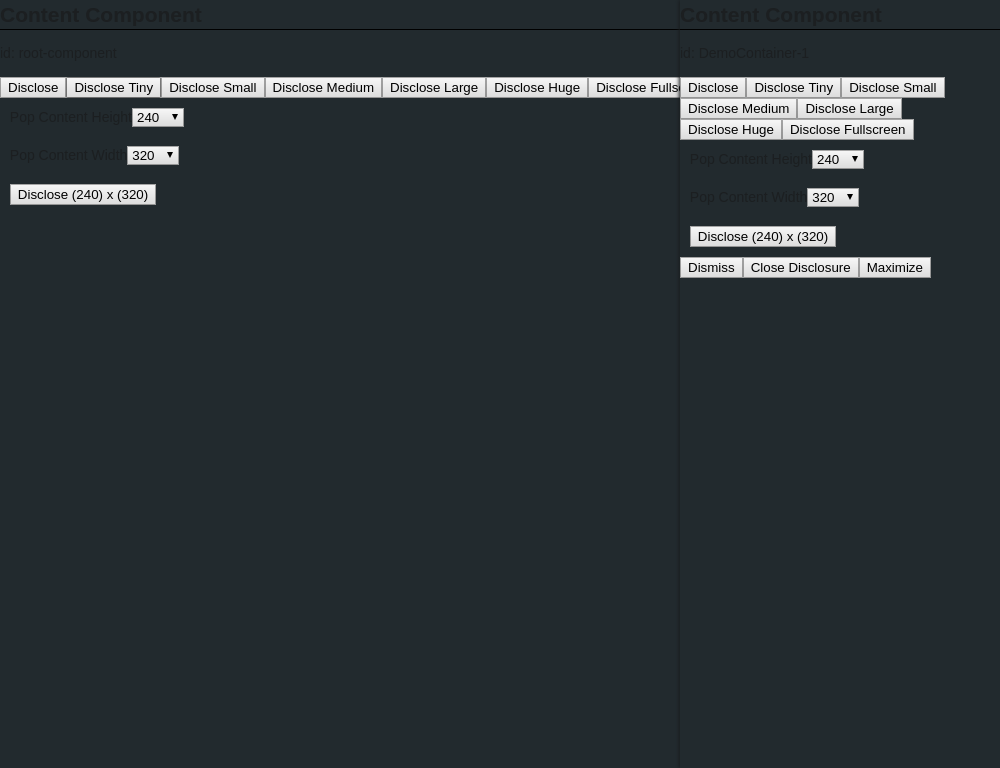 Content Component
id: root-component
Disclose Disclose Tiny Disclose Small Disclose Medium Disclose Large Disclose Huge Disclose Fulls
Pop Content Height 240
Pop Content Width 320
Disclose (240) x (320)
Content Component
id: DemoContainer-1
Disclose Disclose Tiny Disclose Small
Disclose Medium Disclose Large
Disclose Huge Disclose Fullscreen
Pop Content Height 240
Pop Content Width 320
Disclose (240) x (320)
Dismiss Close Disclosure Maximize